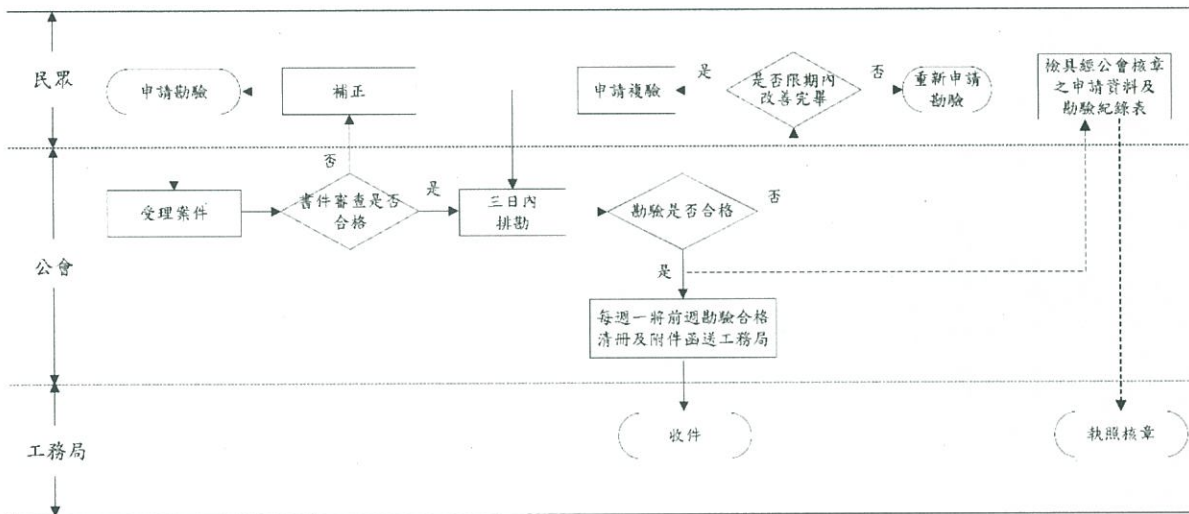 民眾
申請勘驗
補正
申請複驗
是
是否限期內
改善完畢
否
重新申請
勘驗
檢具經公會核章
之申請資料及
勘驗紀錄表
公會
受理案件
否
書件審查是否
合格
是
三日內
排勘
勘驗是否合格
否
是
每週一將前週勘驗合格
清冊及附件函送工務局
工務局
收件
執照核章